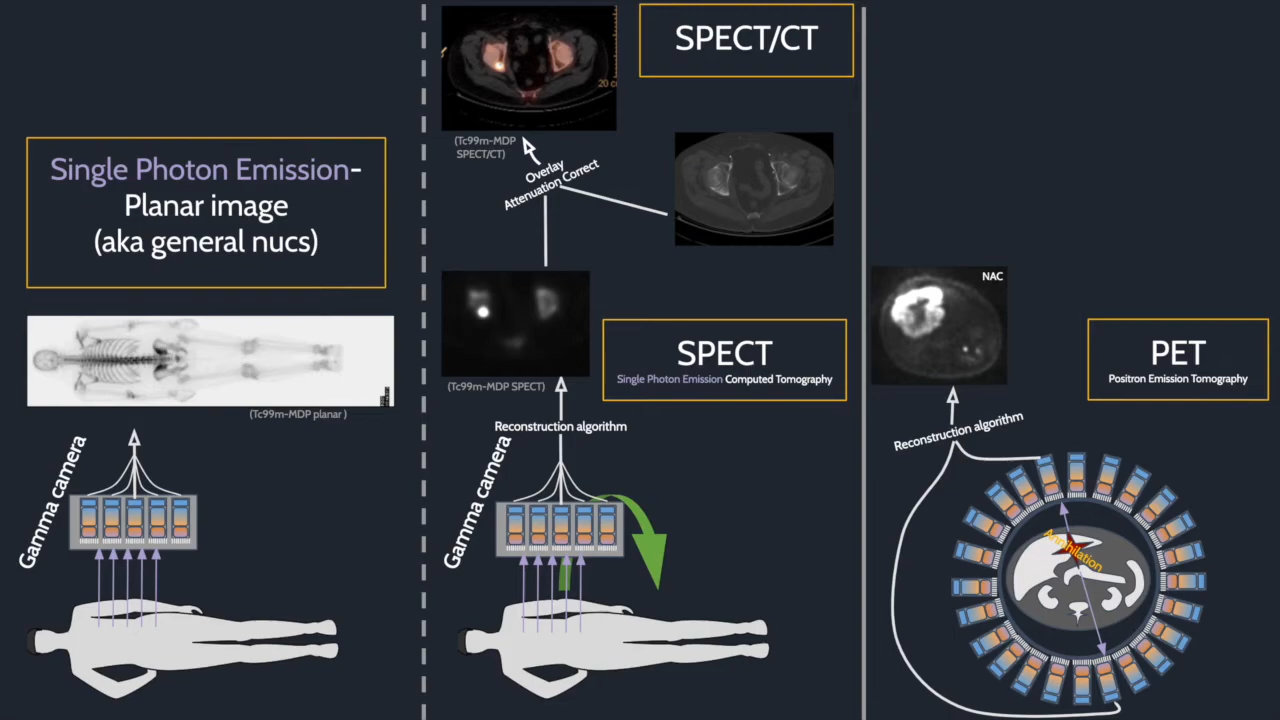 Single Photon Emission-
Planar image
(aka general nucs)
(Tc99m-MDP planar )
Gamma camera
SPECT/CT
20 c
(Tc99m-MDP
SPECT/CT)
Overlay
Attenuation Correct
SPECT
Single Photon Emission Computed Tomography
(Tc99m-MDP SPECT)
Reconstruction algorithm
Gamma camera
NAC
PET
Positron Emission Tomography
Reconstruction algorithm
Annihilation